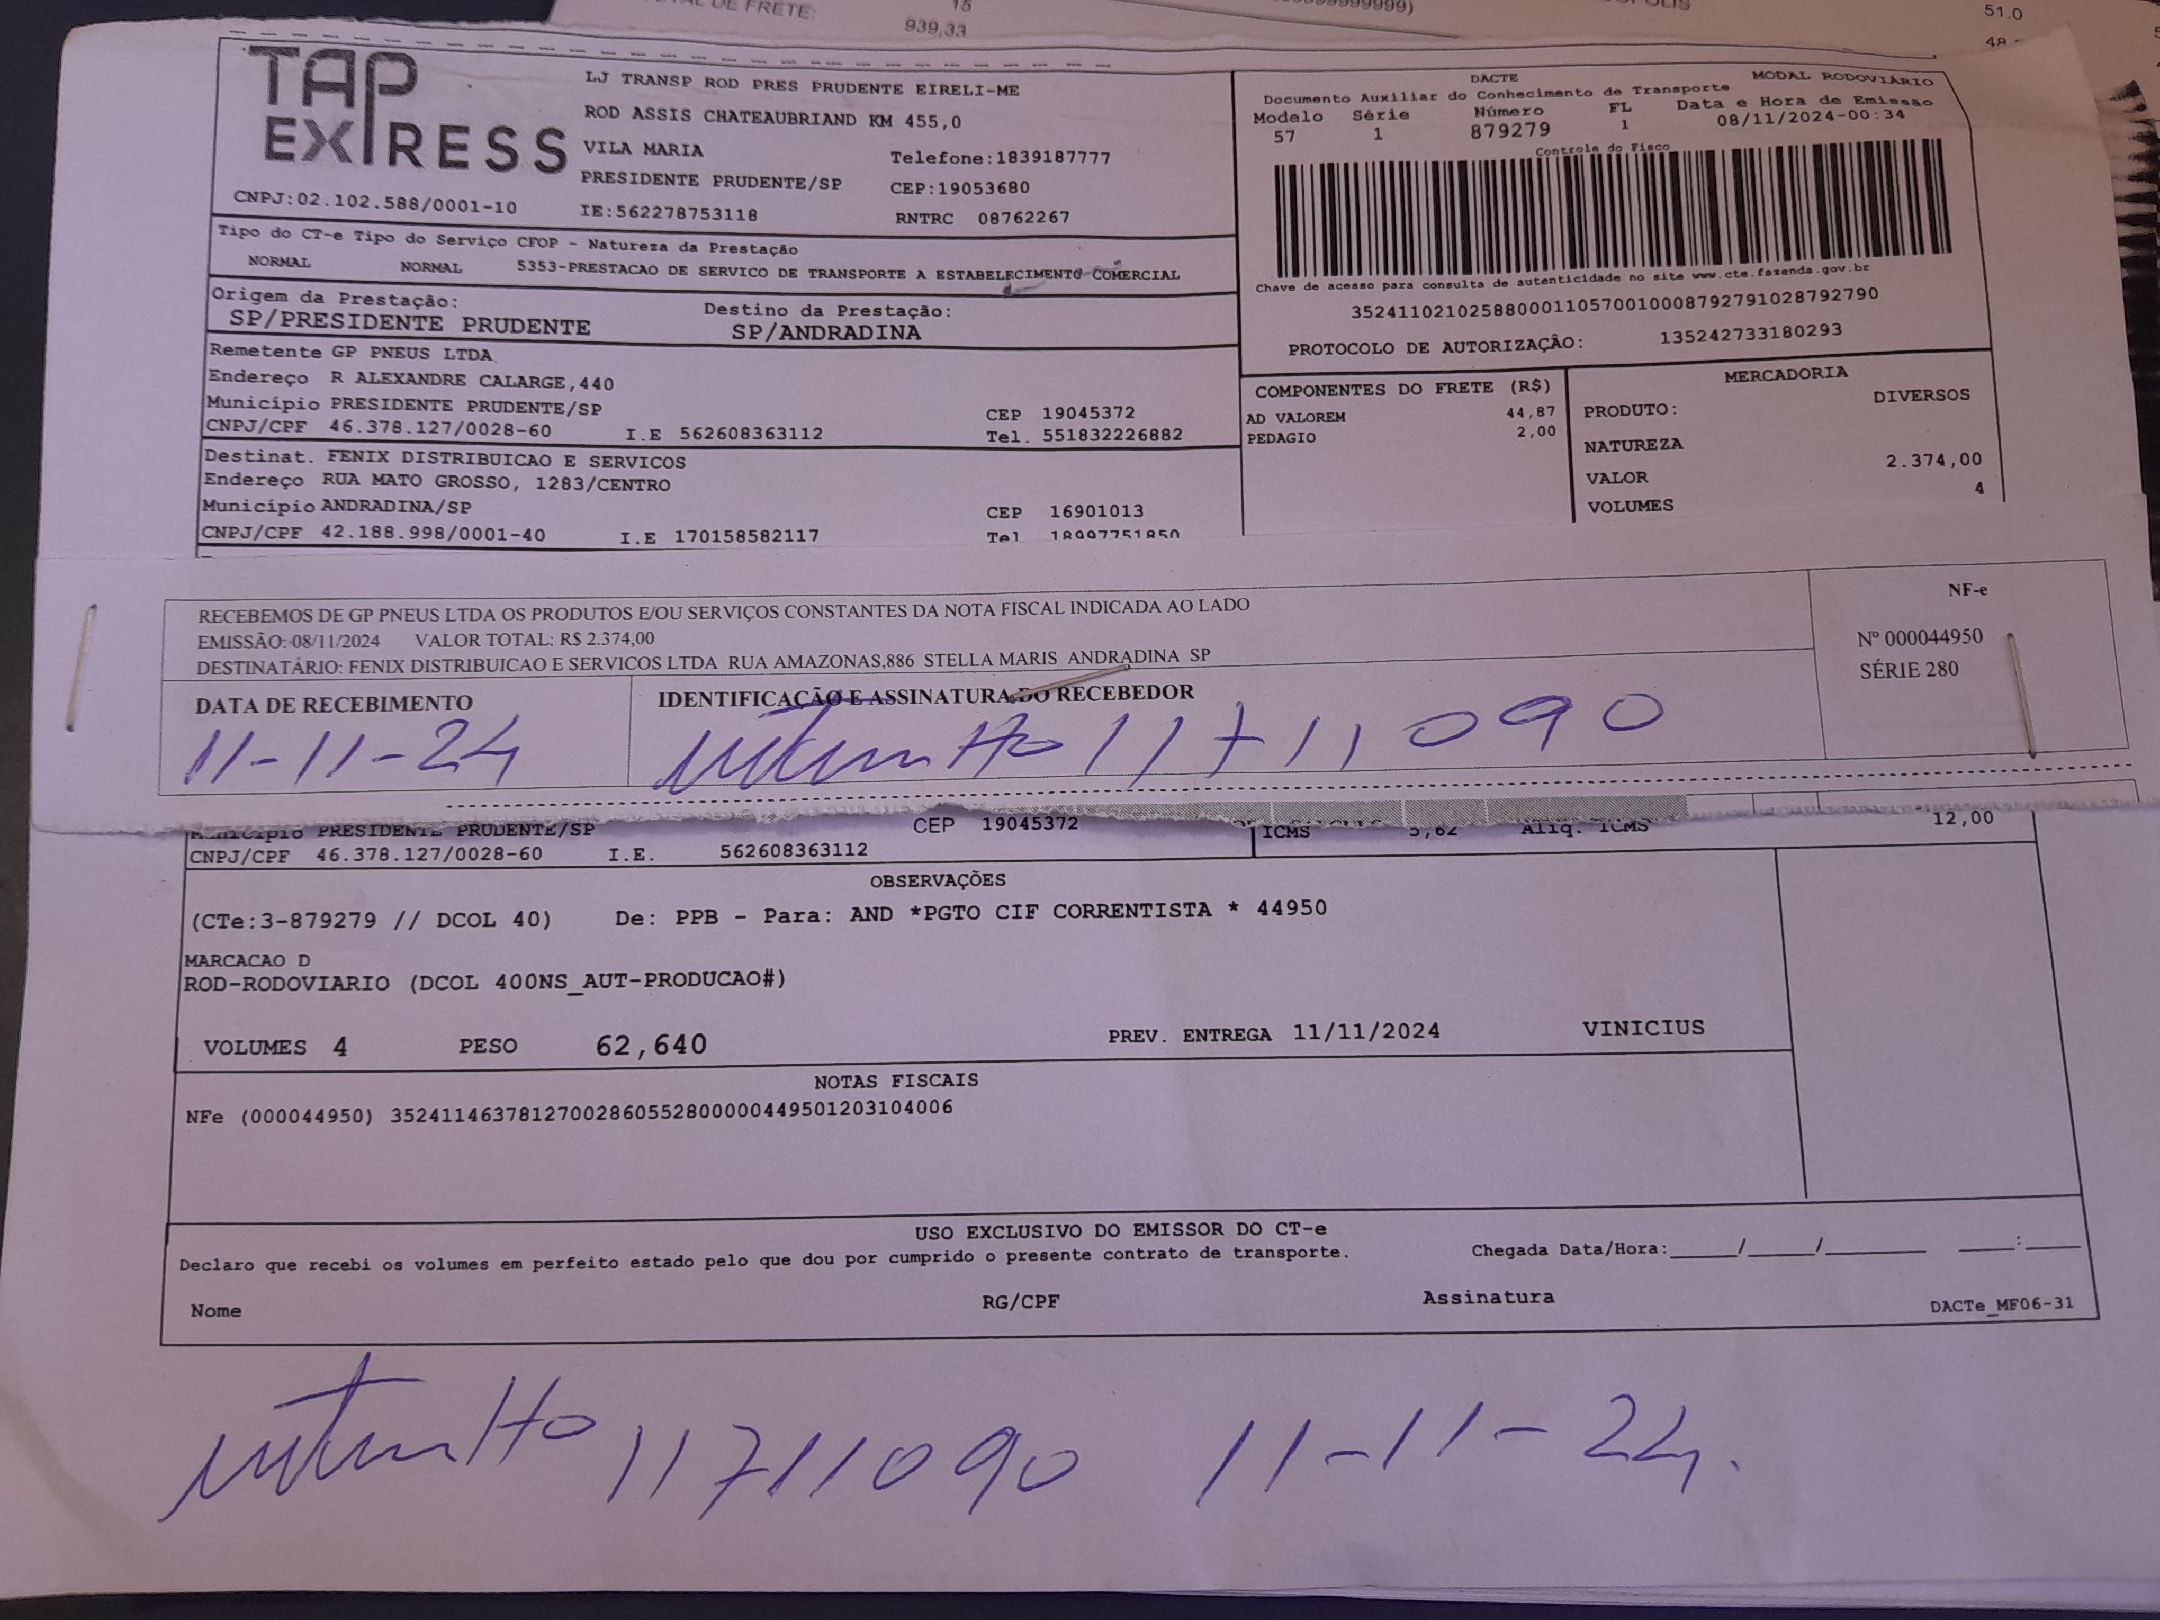 939,33
51.0
TAP
EXPRESS
CNPJ:02.102.588/0001-10
LJ TRANSP ROD PRES PRUDENTE EIRELI-ME
ROD ASSIS CHATEAUBRIAND KM 455,0
VILA MARIA Telefone:1839187777
PRESIDENTE PRUDENTE/SP CEP:19053680
IE:562278753118 RNTRC 08762267
DACTE MODAL RODOVIÁRIO
Documento Auxiliar do Conhecimento de Transporte
Modelo Série Número FL Data e Hora de Emissão
57 1 879279 1 08/11/2024-00:34
Controle do Fisco
Chave de acesso para consulta de autenticidade no site www.cte.fazenda.gov.br
35241102102588000110570010008792791028792790
PROTOCOLO DE AUTORIZAÇÃO: 135242733180293
Tipo do CT-e Tipo do Serviço CFOP - Natureza da Prestação
NORMAL NORMAL 5353-PRESTACAO DE SERVICO DE TRANSPORTE A ESTABELECIMENTO COMERCIAL
Origem da Prestação: Destino da Prestação:
SP/PRESIDENTE PRUDENTE SP/ANDRADINA
Remetente GP PNEUS LTDA
Endereço R ALEXANDRE CALARGE,440
Município PRESIDENTE PRUDENTE/SP CEP 19045372
CNPJ/CPF 46.378.127/0028-60 I.E 562608363112 Tel. 551832226882
Destinat. FENIX DISTRIBUICAO E SERVICOS
Endereço RUA MATO GROSSO, 1283/CENTRO
Município ANDRADINA/SP CEP 16901013
CNPJ/CPF 42.188.998/0001-40 I.E 170158582117 Tel 18997751850
COMPONENTES DO FRETE (R$)
AD VALOREM 44,87
PEDAGIO 2,00
MERCADORIA
PRODUTO: DIVERSOS
NATUREZA
VALOR 2.374,00
VOLUMES 4
RECEBEMOS DE GP PNEUS LTDA OS PRODUTOS E/OU SERVIÇOS CONSTANTES DA NOTA FISCAL INDICADA AO LADO
EMISSÃO: 08/11/2024 VALOR TOTAL: R$ 2.374,00
DESTINATÁRIO: FENIX DISTRIBUICAO E SERVICOS LTDA RUA AMAZONAS,886 STELLA MARIS ANDRADINA SP
NF-e
Nº 000044950
SÉRIE 280
DATA DE RECEBIMENTO IDENTIFICAÇÃO E ASSINATURA DO RECEBEDOR
11-11-24 11711090
Município PRESIDENTE PRUDENTE/SP CEP 19045372 ICMS 5,62 Aliq. ICMS 12,00
CNPJ/CPF 46.378.127/0028-60 I.E. 562608363112
OBSERVAÇÕES
(CTe:3-879279 // DCOL 40) De: PPB - Para: AND *PGTO CIF CORRENTISTA * 44950
MARCACAO D
ROD-RODOVIARIO (DCOL 400NS_AUT-PRODUCAO#)
VOLUMES 4 PESO 62,640 PREV. ENTREGA 11/11/2024 VINICIUS
NOTAS FISCAIS
NFe (000044950) 35241146378127002860552800000449501203104006
USO EXCLUSIVO DO EMISSOR DO CT-e
Declaro que recebi os volumes em perfeito estado pelo que dou por cumprido o presente contrato de transporte. Chegada Data/Hora:_____/_____/_______ ____:____
Nome RG/CPF Assinatura DACTe_MF06-31
11711090 11-11-24.